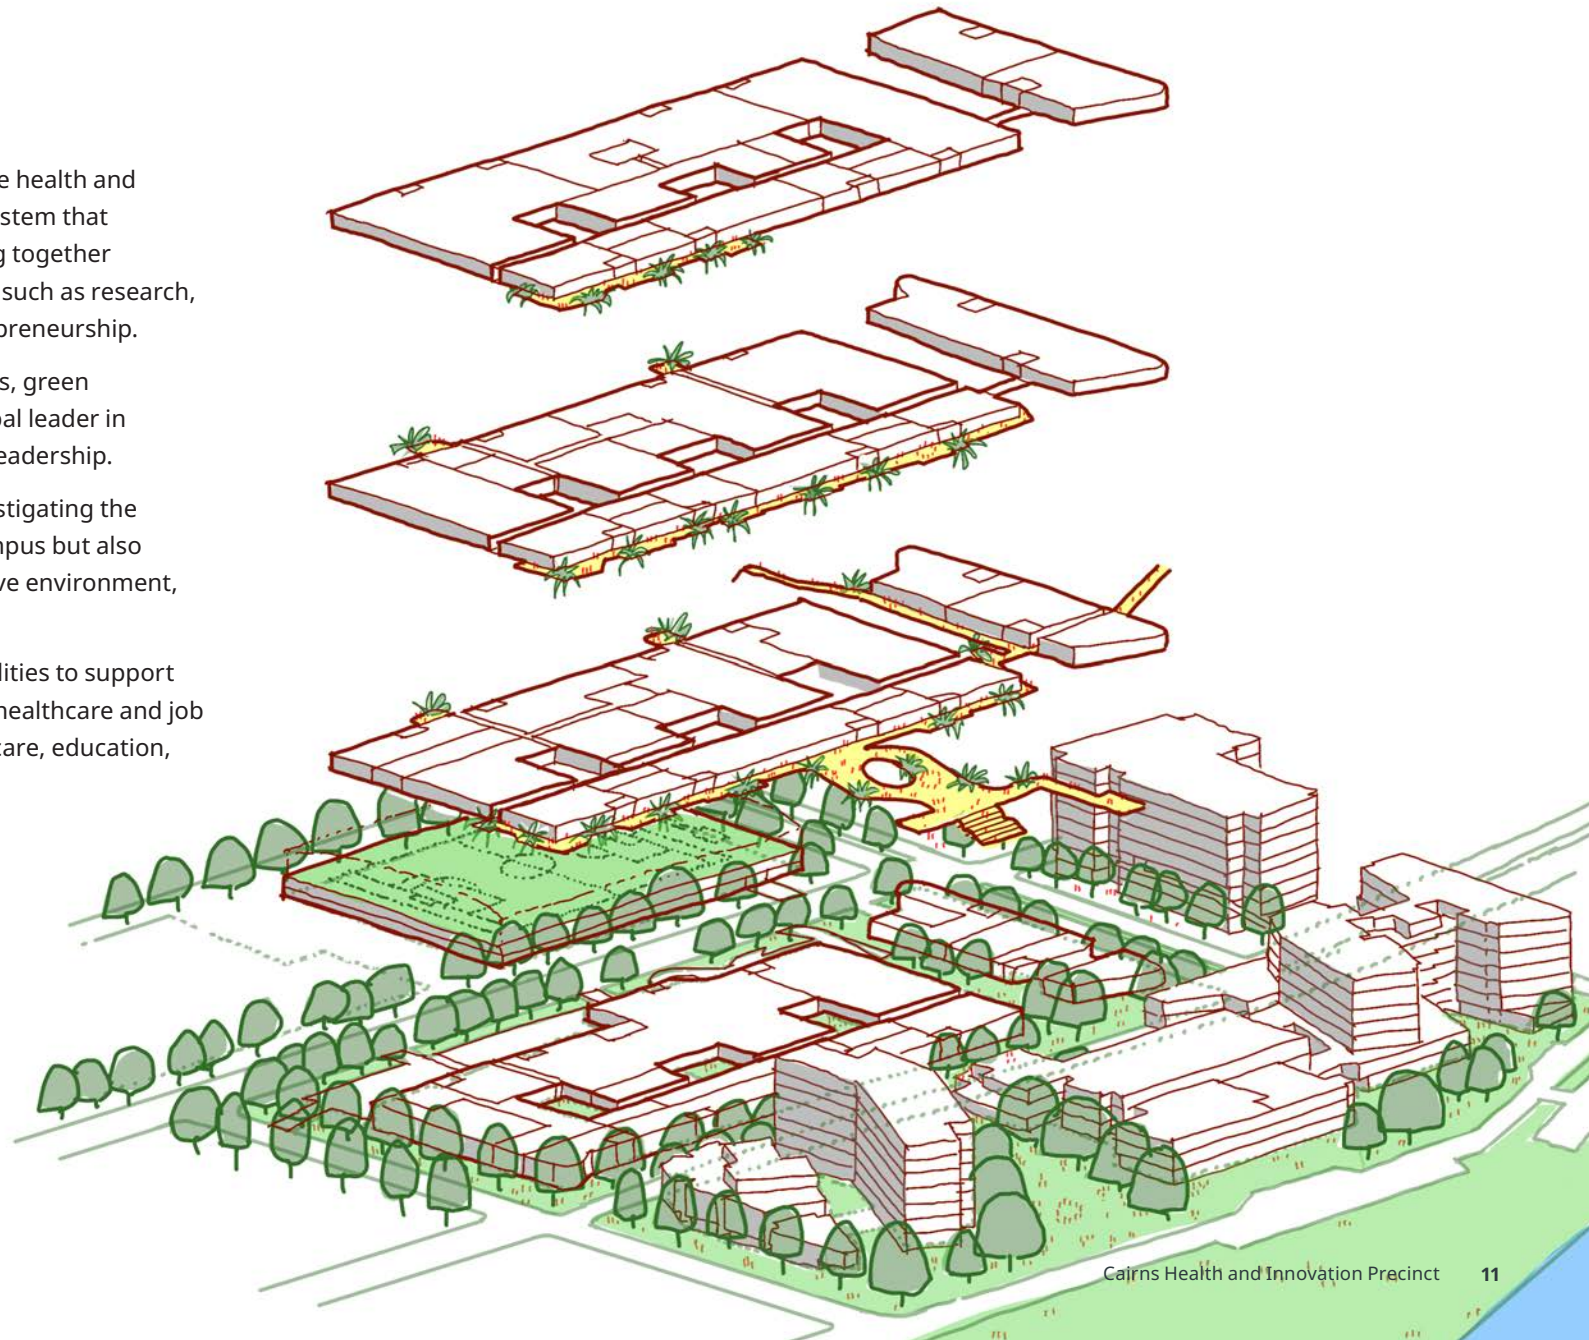 e health and
stem that
g together
such as research,
preneurship.
s, green
bal leader in
eadership.
stigating the
npus but also
ve environment,
lities to support
healthcare and job
care, education,
Cairns Health and Innovation Precinct 11